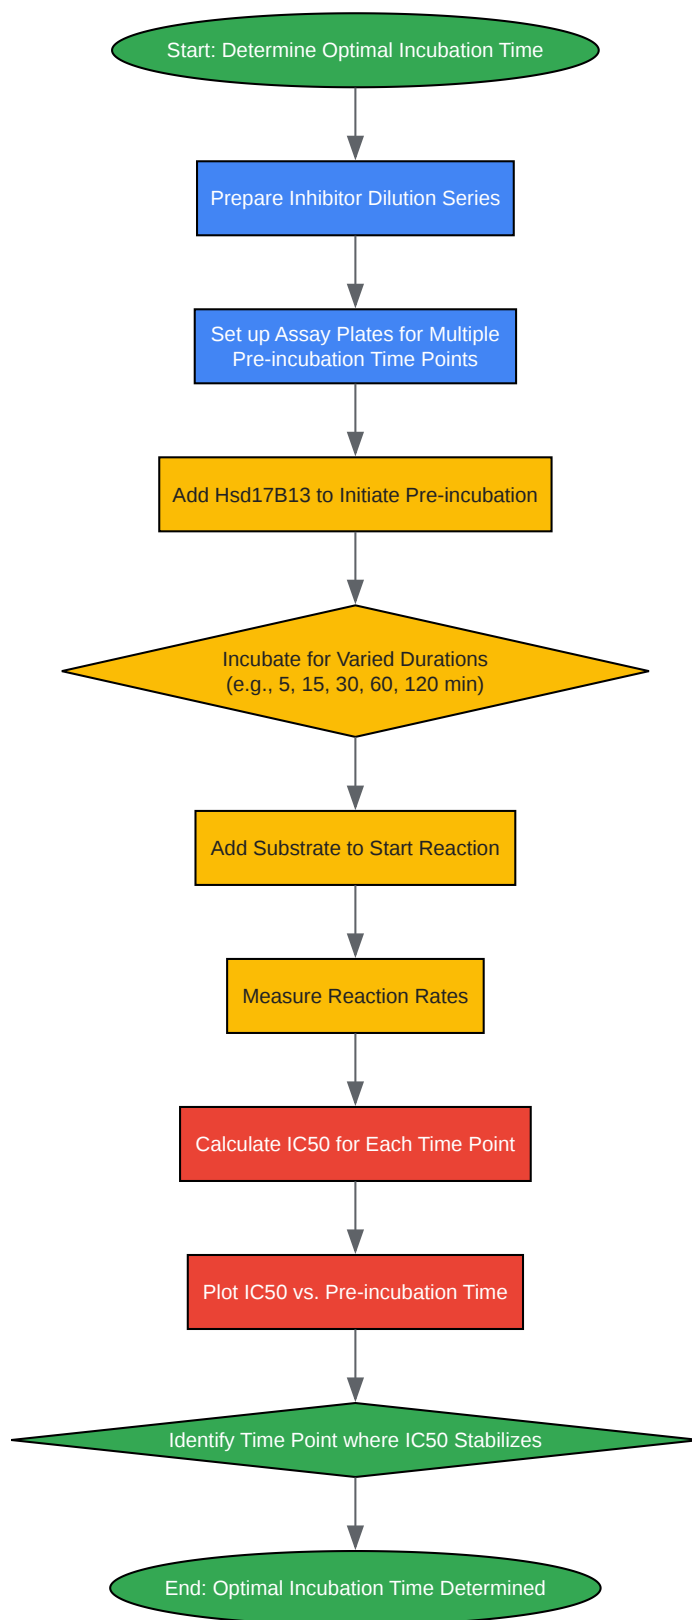 Start: Determine Optimal Incubation Time
Prepare Inhibitor Dilution Series
Set up Assay Plates for Multiple
Pre-incubation Time Points
Add Hsd17B13 to Initiate Pre-incubation
Incubate for Varied Durations
(e.g., 5, 15, 30, 60, 120 min)
Add Substrate to Start Reaction
Measure Reaction Rates
Calculate IC50 for Each Time Point
Plot IC50 vs. Pre-incubation Time
Identify Time Point where IC50 Stabilizes
End: Optimal Incubation Time Determined